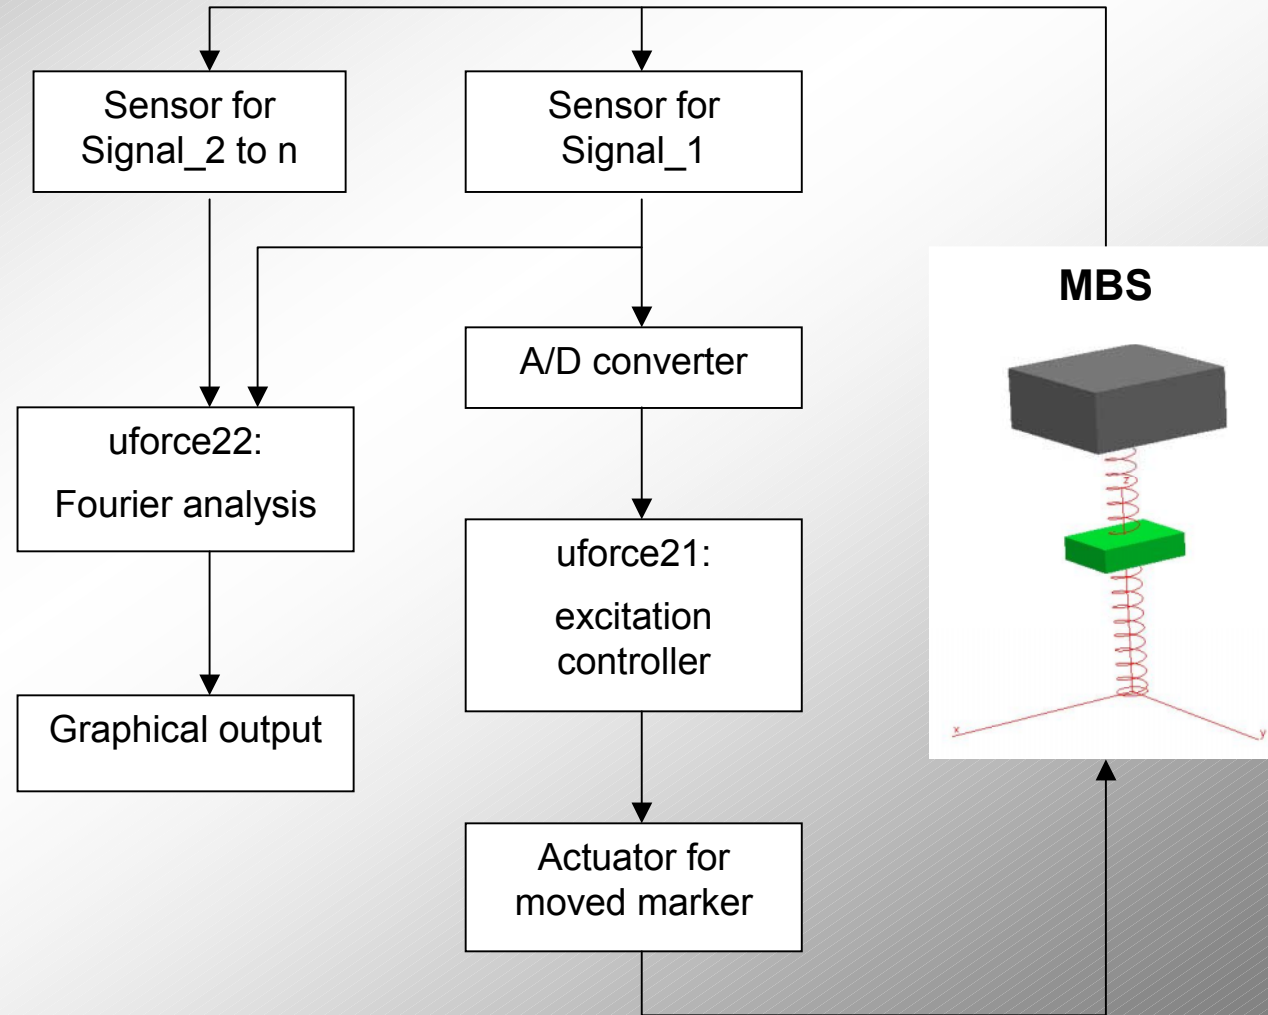 Sensor for
Signal_2 to n
Sensor for
Signal_1
MBS
A/D converter
uforce22:
Fourier analysis
uforce21:
excitation
controller
Graphical output
Actuator for
moved marker
z
x
y